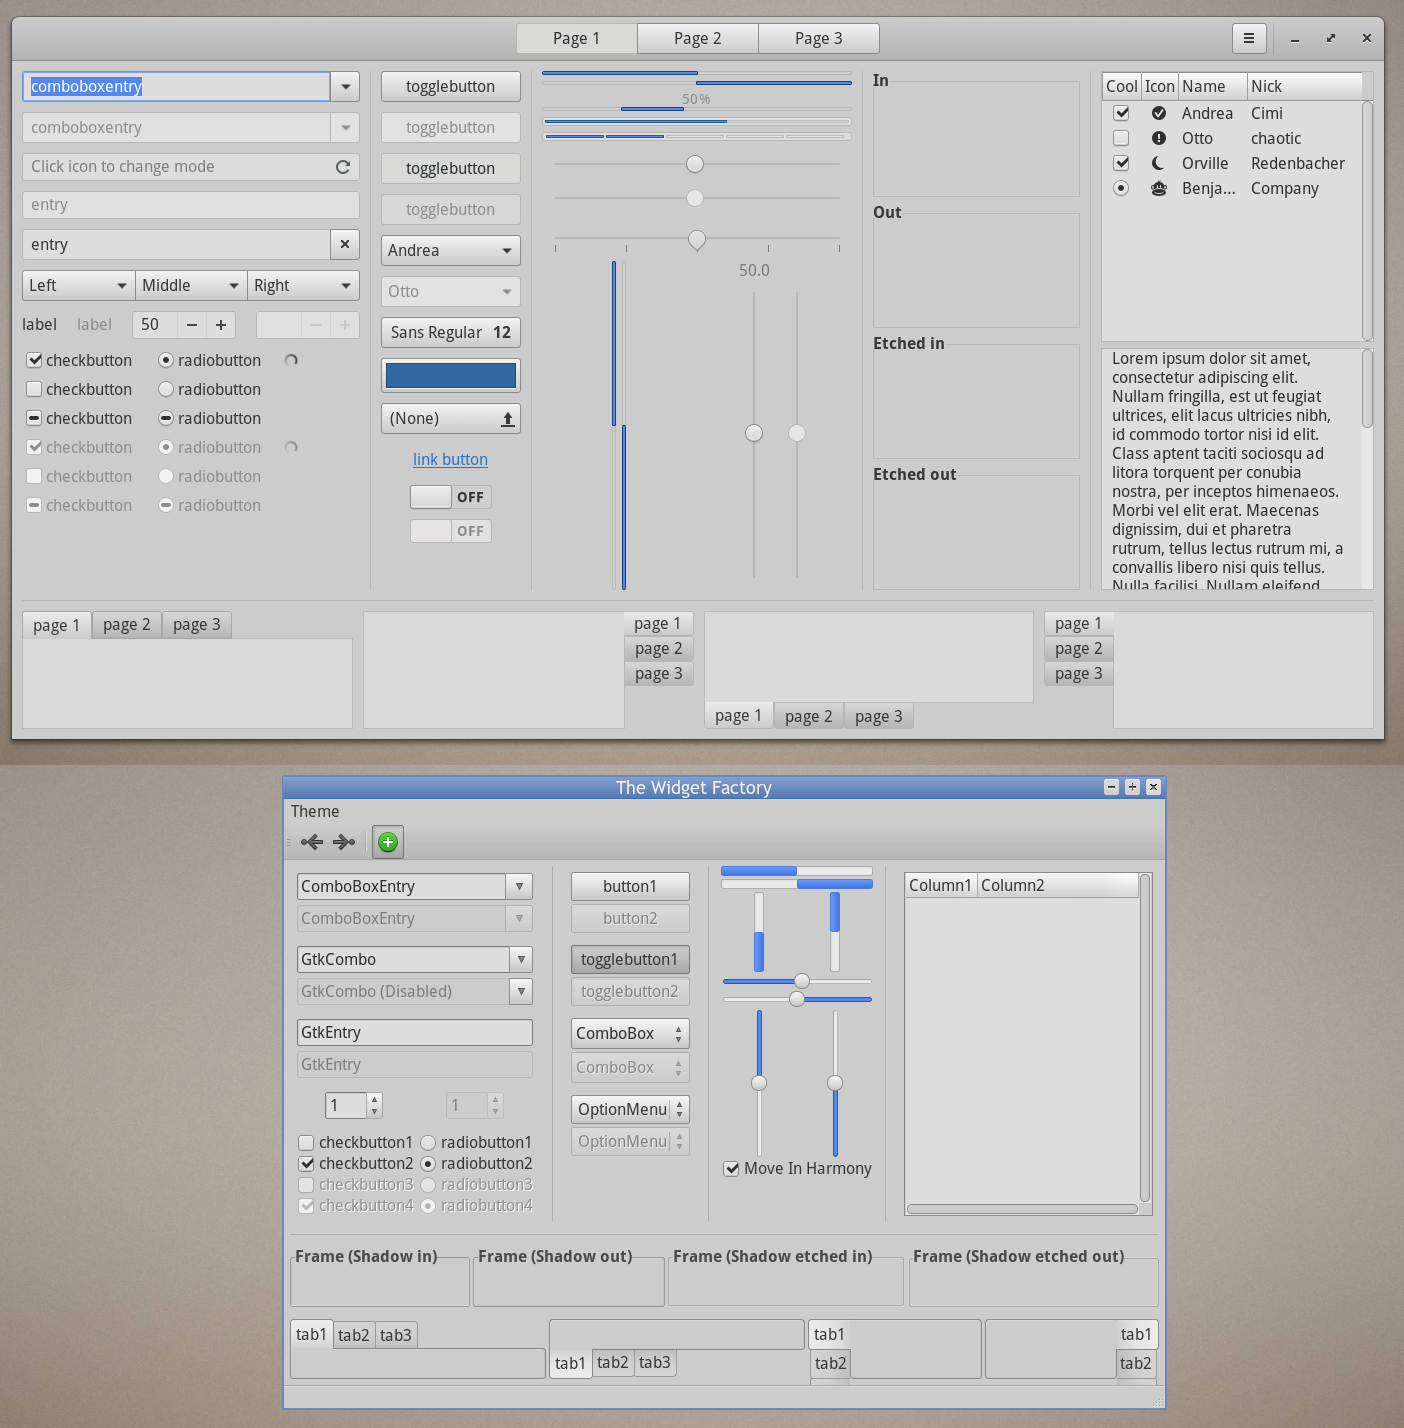 Page 1
Page 2
Page 3
comboboxentry
comboboxentry
Click icon to change mode
entry
entry
Left
Middle
Right
label
label
50
checkbutton
radiobutton
checkbutton
radiobutton
checkbutton
radiobutton
checkbutton
radiobutton
checkbutton
radiobutton
checkbutton
radiobutton
togglebutton
togglebutton
togglebutton
togglebutton
Andrea
Otto
Sans Regular 12
(None)
link button
OFF
OFF
50%
50.0
In
Out
Etched in
Etched out
Cool Icon Name Nick
Andrea Cimi
Otto chaotic
Orville Redenbacher
Benja... Company
Lorem ipsum dolor sit amet,
consectetur adipiscing elit.
Nullam fringilla, est ut feugiat
ultrices, elit lacus ultricies nibh,
id commodo tortor nisi id elit.
Class aptent taciti sociosqu ad
litora torquent per conubia
nostra, per inceptos himenaeos.
Morbi vel elit erat. Maecenas
dignissim, dui et pharetra
rutrum, tellus lectus rutrum mi, a
convallis libero nisi quis tellus.
Nulla facilisi. Nullam eleifend
page 1
page 2
page 3
page 1
page 2
page 3
page 1
page 2
page 3
page 1
page 2
page 3
The Widget Factory
Theme
ComboBoxEntry
ComboBoxEntry
GtkCombo
GtkCombo (Disabled)
GtkEntry
GtkEntry
1
1
checkbutton1
radiobutton1
checkbutton2
radiobutton2
checkbutton3
radiobutton3
checkbutton4
radiobutton4
button1
button2
togglebutton1
togglebutton2
ComboBox
ComboBox
OptionMenu
OptionMenu
Move In Harmony
Column1 Column2
Frame (Shadow in)
Frame (Shadow out)
Frame (Shadow etched in)
Frame (Shadow etched out)
tab1
tab2
tab3
tab1
tab2
tab3
tab1
tab2
tab1
tab2